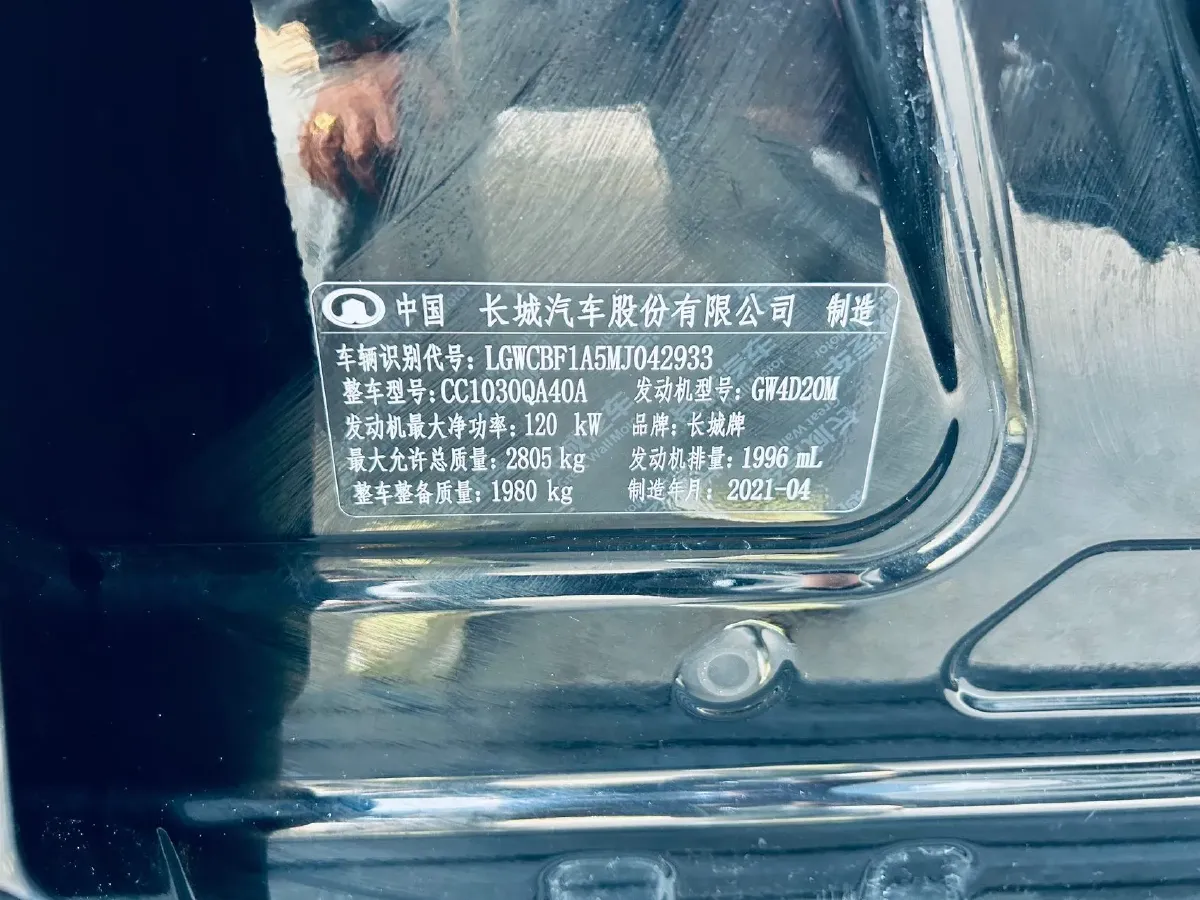 中国 长城汽车股份有限公司 制造
车辆识别代号：LGWCBF1A5MJ042933
整车型号：CC1030QA40A 发动机型号：GW4D20M
发动机最大净功率：120 kW 品牌：长城牌
最大允许总质量：2805 kg 发动机排量：1996 mL
整车整备质量：1980 kg 制造年月：2021-04